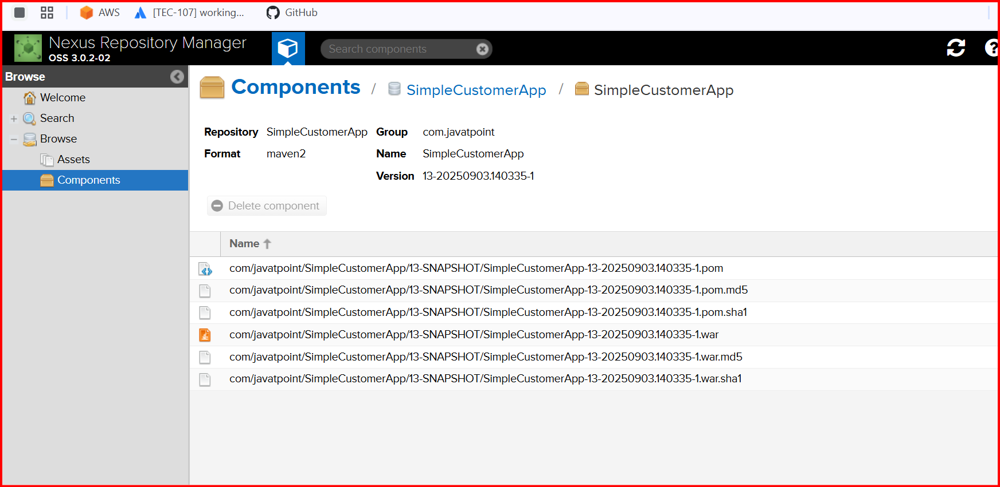 AWS [TEC-107] working... GitHub
Nexus Repository Manager
OSS 3.0.2-02
Search components
Browse
Welcome
Search
Browse
Assets
Components
Components / SimpleCustomerApp / SimpleCustomerApp
Repository SimpleCustomerApp Group com.javatpoint
Format maven2 Name SimpleCustomerApp
Version 13-20250903.140335-1
Delete component
Name
com/javatpoint/SimpleCustomerApp/13-SNAPSHOT/SimpleCustomerApp-13-20250903.140335-1.pom
com/javatpoint/SimpleCustomerApp/13-SNAPSHOT/SimpleCustomerApp-13-20250903.140335-1.pom.md5
com/javatpoint/SimpleCustomerApp/13-SNAPSHOT/SimpleCustomerApp-13-20250903.140335-1.pom.sha1
com/javatpoint/SimpleCustomerApp/13-SNAPSHOT/SimpleCustomerApp-13-20250903.140335-1.war
com/javatpoint/SimpleCustomerApp/13-SNAPSHOT/SimpleCustomerApp-13-20250903.140335-1.war.md5
com/javatpoint/SimpleCustomerApp/13-SNAPSHOT/SimpleCustomerApp-13-20250903.140335-1.war.sha1